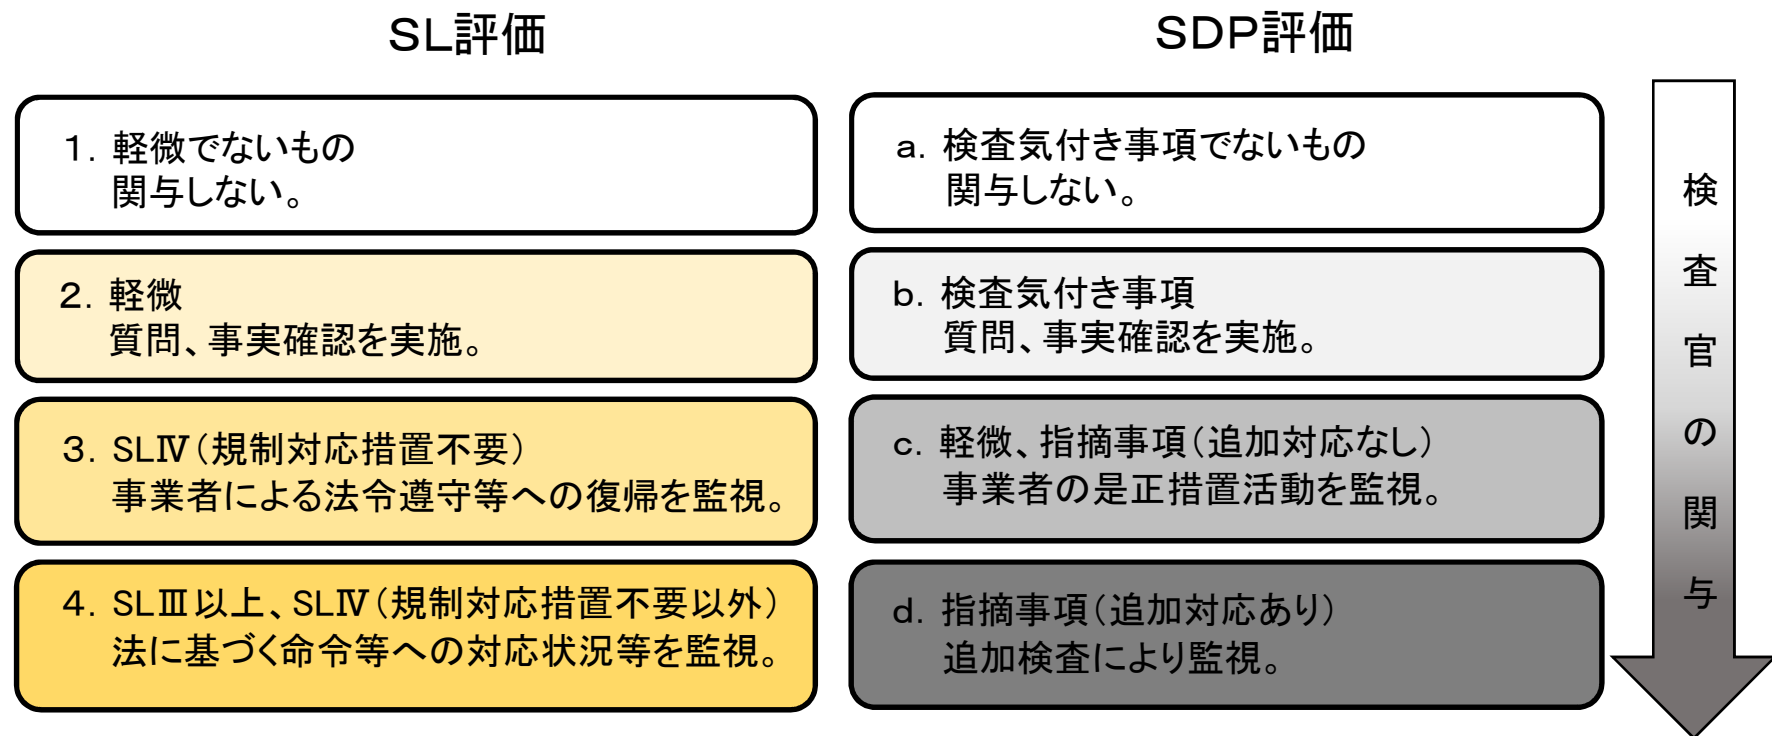 SL評価
1. 軽微でないもの
関与しない。
2. 軽微
質問、事実確認を実施。
3. SLⅣ(規制対応措置不要)
事業者による法令遵守等への復帰を監視。
4. SLⅢ以上、SLⅣ(規制対応措置不要以外)
法に基づく命令等への対応状況等を監視。
SDP評価
a. 検査気付き事項でないもの
関与しない。
b. 検査気付き事項
質問、事実確認を実施。
c. 軽微、指摘事項(追加対応なし)
事業者の是正措置活動を監視。
d. 指摘事項(追加対応あり)
追加検査により監視。
検査官の関与